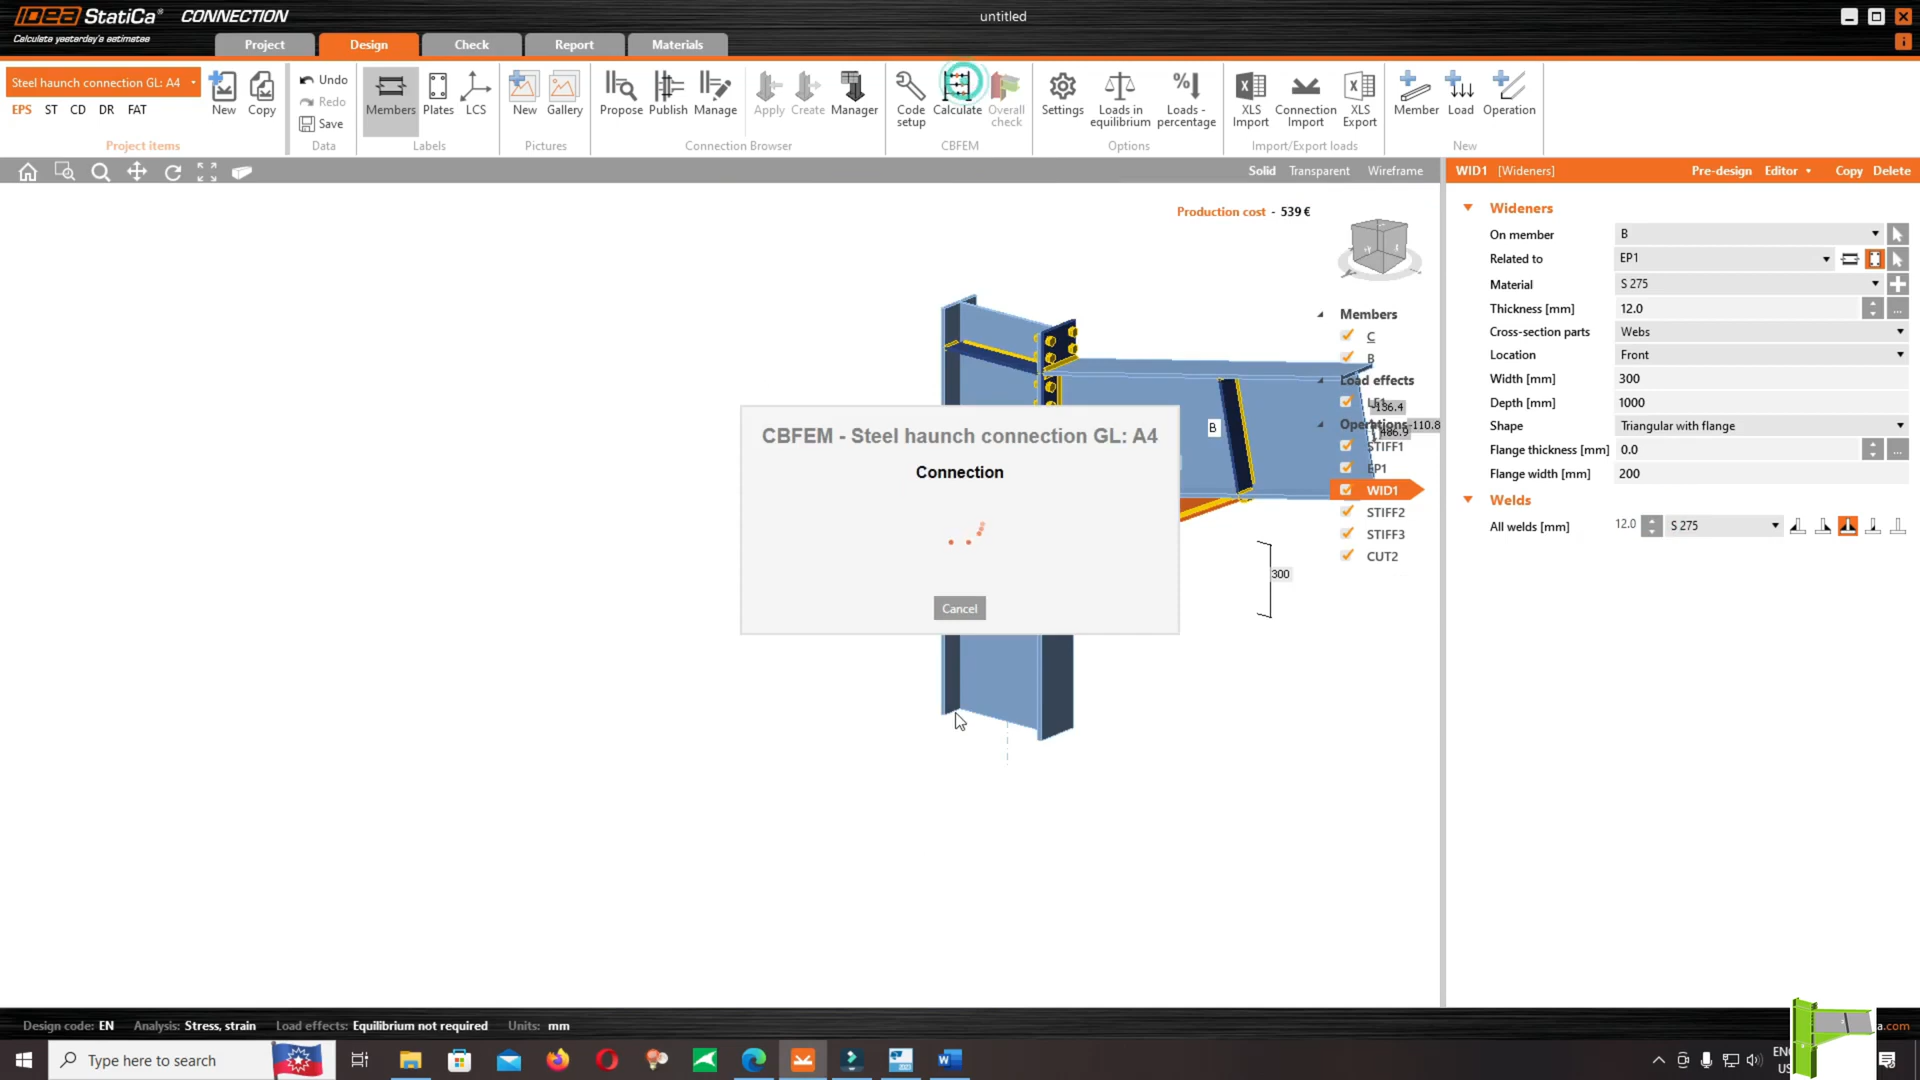 IDEA StatiCa® CONNECTION
Calculate yesterday's estimates
untitled
Project Design Check Report Materials
Steel haunch connection GL: A4
EPS ST CD DR FAT
New Copy
Project items
Undo
Redo
Save
Data
Members Plates LCS
Labels
New Gallery
Pictures
Propose Publish Manage Apply Create Manager
Connection Browser
Code setup Calculate Overall check
CBFEM
Settings Loads in equilibrium Loads - percentage
Options
XLS Import Connection Import XLS Export
Import/Export loads
Member Load Operation
New
Solid Transparent Wireframe
WID1 [Wideners] Pre-design Editor Copy Delete
Production cost - 539 €
Members
C
B
Load effects
LE1
-136.4
Operations -110.8
486.9
STIFF1
EP1
WID1
STIFF2
STIFF3
CUT2
B
300
CBFEM - Steel haunch connection GL: A4
Connection
Cancel
Wideners
On member B
Related to EP1
Material S 275
Thickness [mm] 12.0
Cross-section parts Webs
Location Front
Width [mm] 300
Depth [mm] 1000
Shape Triangular with flange
Flange thickness [mm] 0.0
Flange width [mm] 200
Welds
All welds [mm] 12.0 S 275
Design code: EN Analysis: Stress, strain Load effects: Equilibrium not required Units: mm
a.com
Type here to search